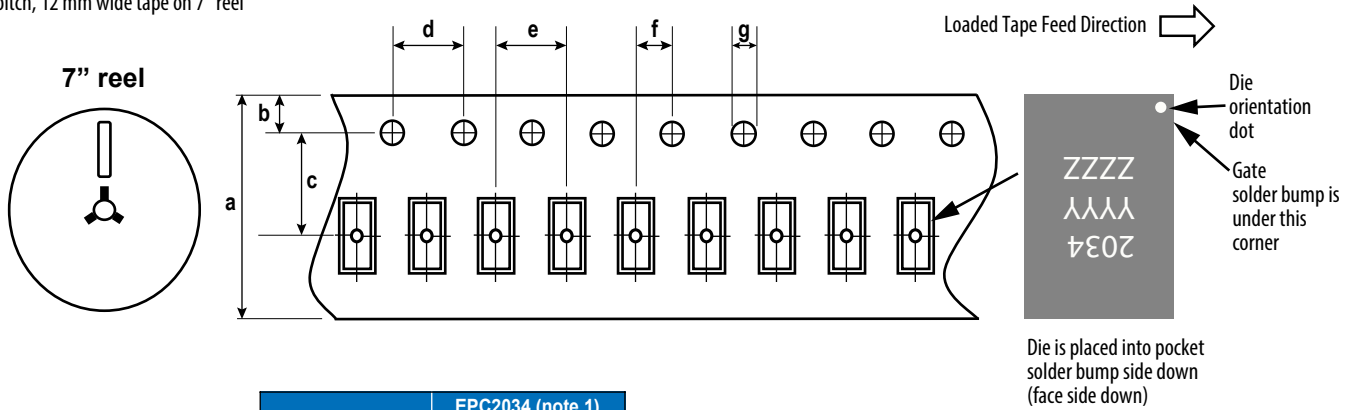 pitch, 12 mm wide tape on 7" reel
7” reel
Loaded Tape Feed Direction
d
e
f
g
b
c
a
Die
orientation
dot
Gate
solder bump is
under this
corner
2034
YYYY
ZZZZ
Die is placed into pocket
solder bump side down
(face side down)
EPC2034 (note 1)